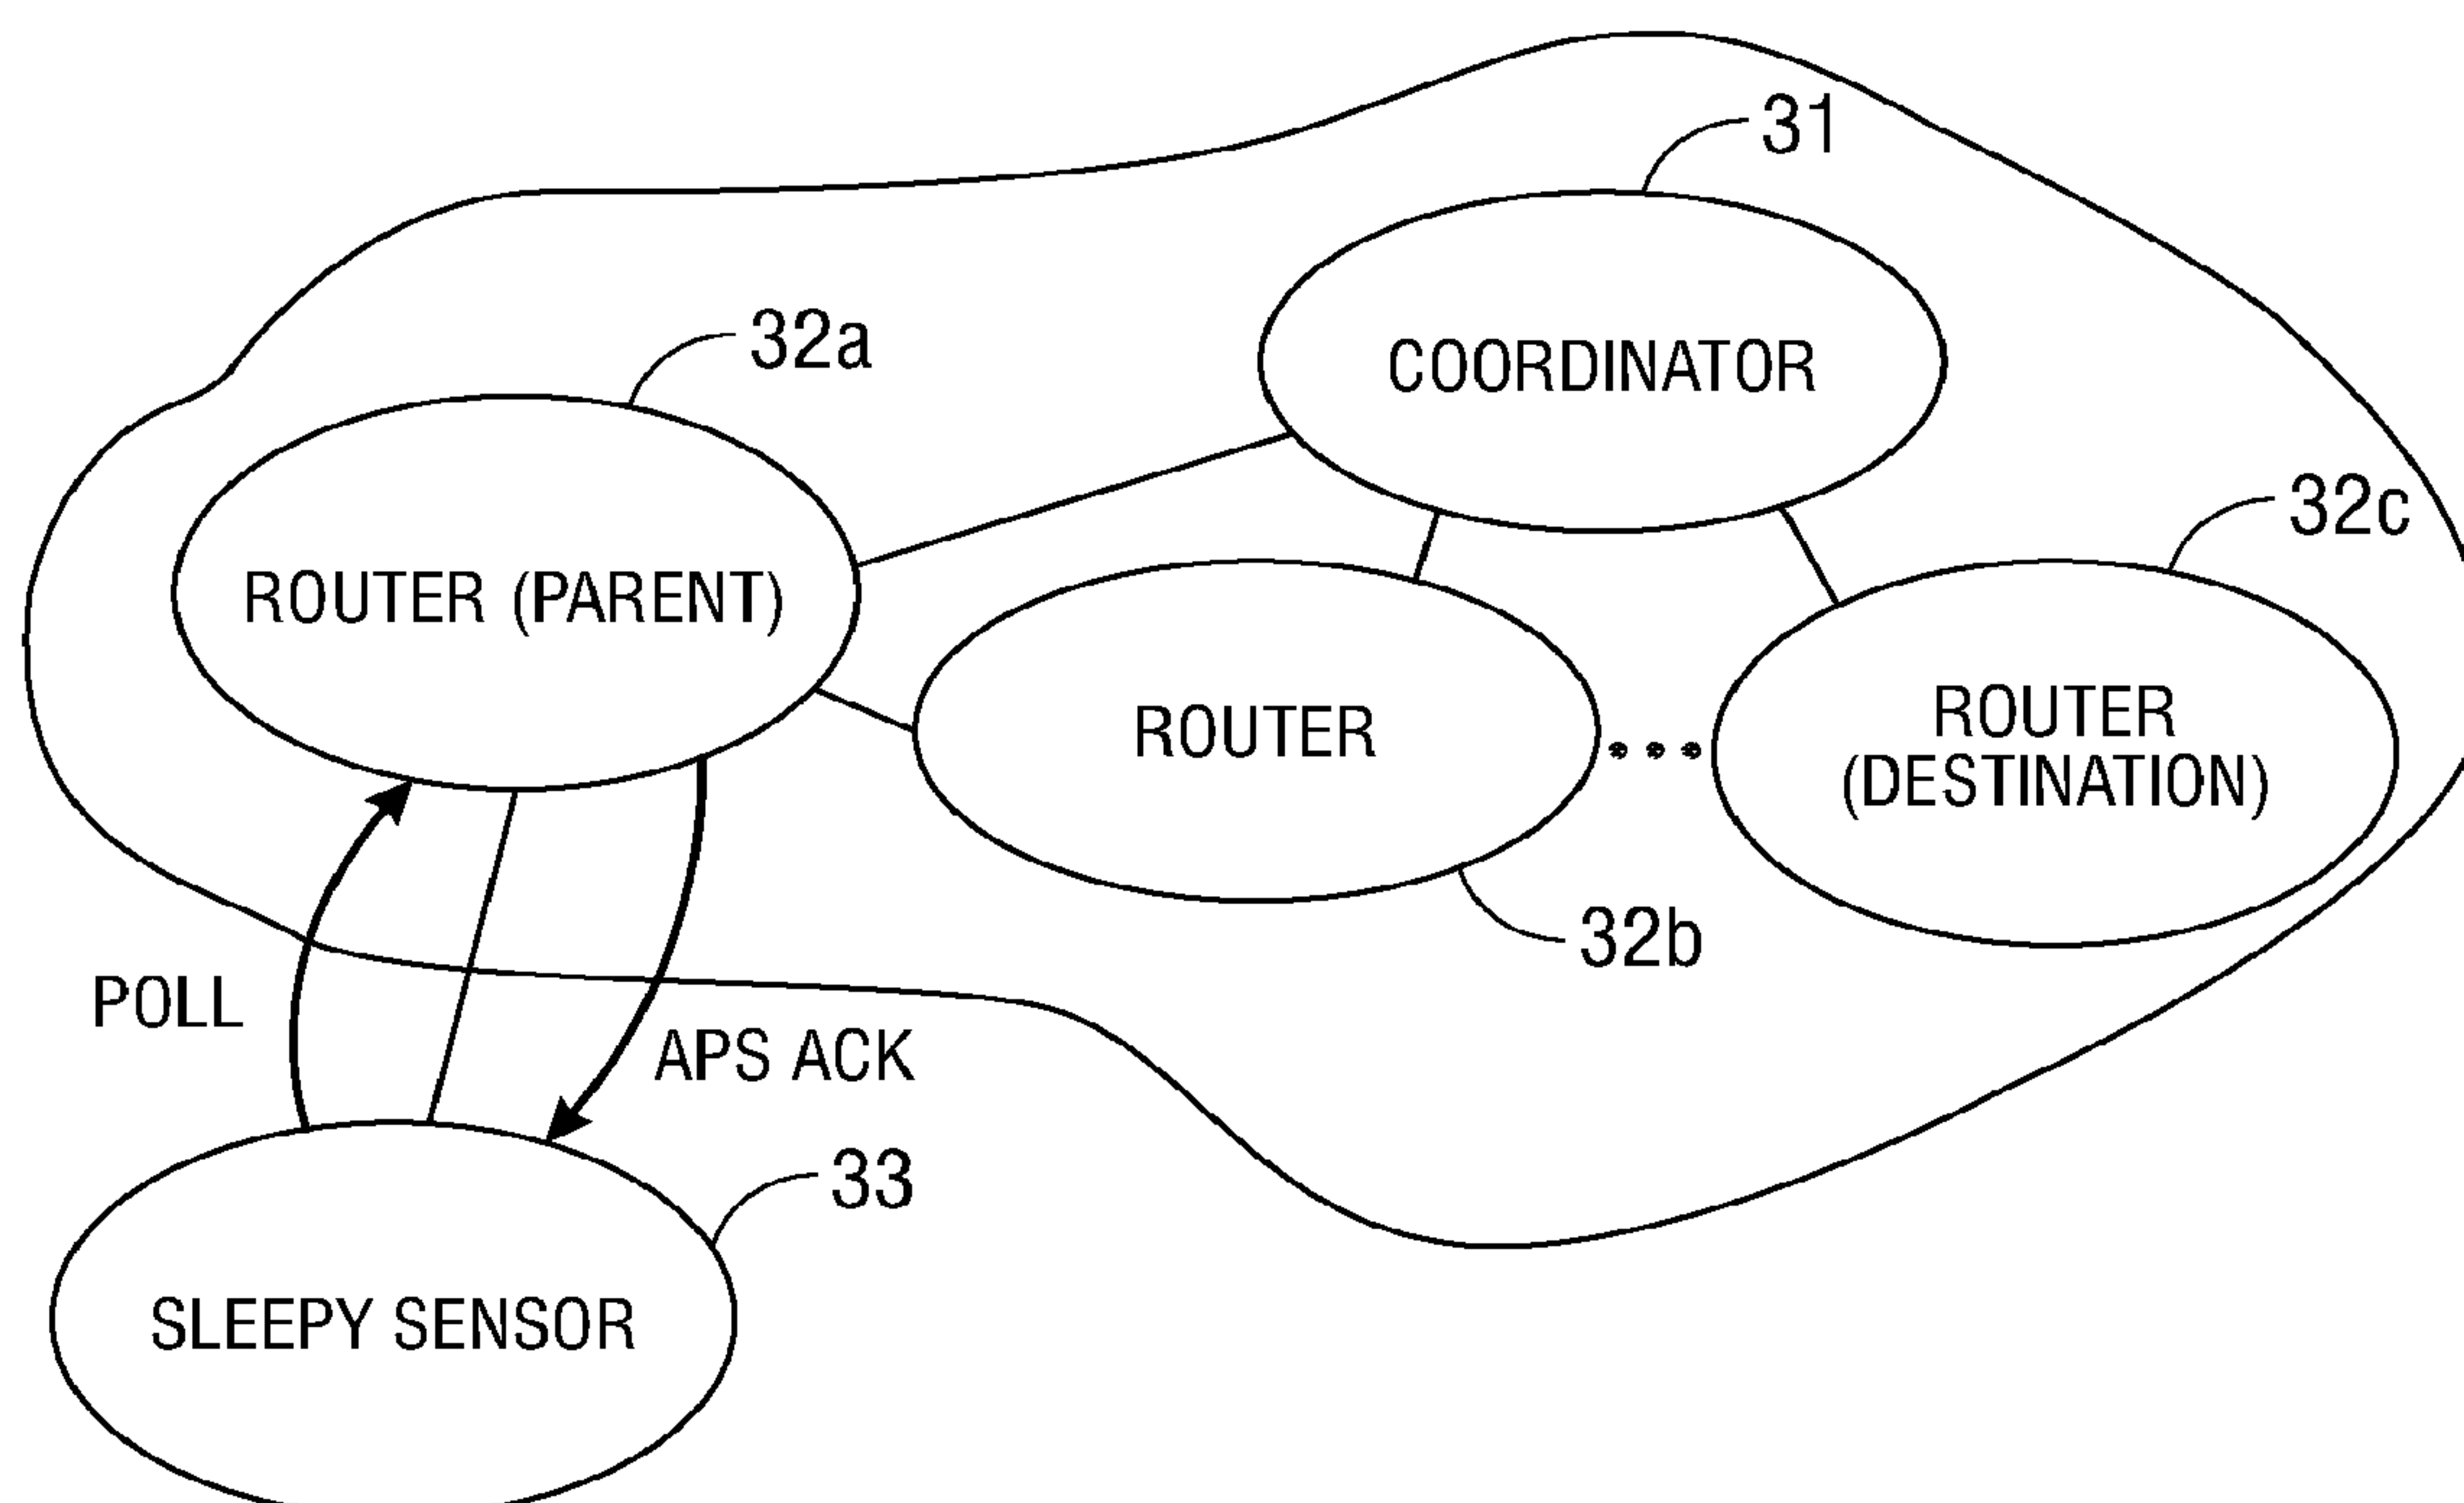 31
32a
COORDINATOR
32c
ROUTER (PARENT)
ROUTER
ROUTER
(DESTINATION)
32b
POLL
APS ACK
33
SLEEPY SENSOR